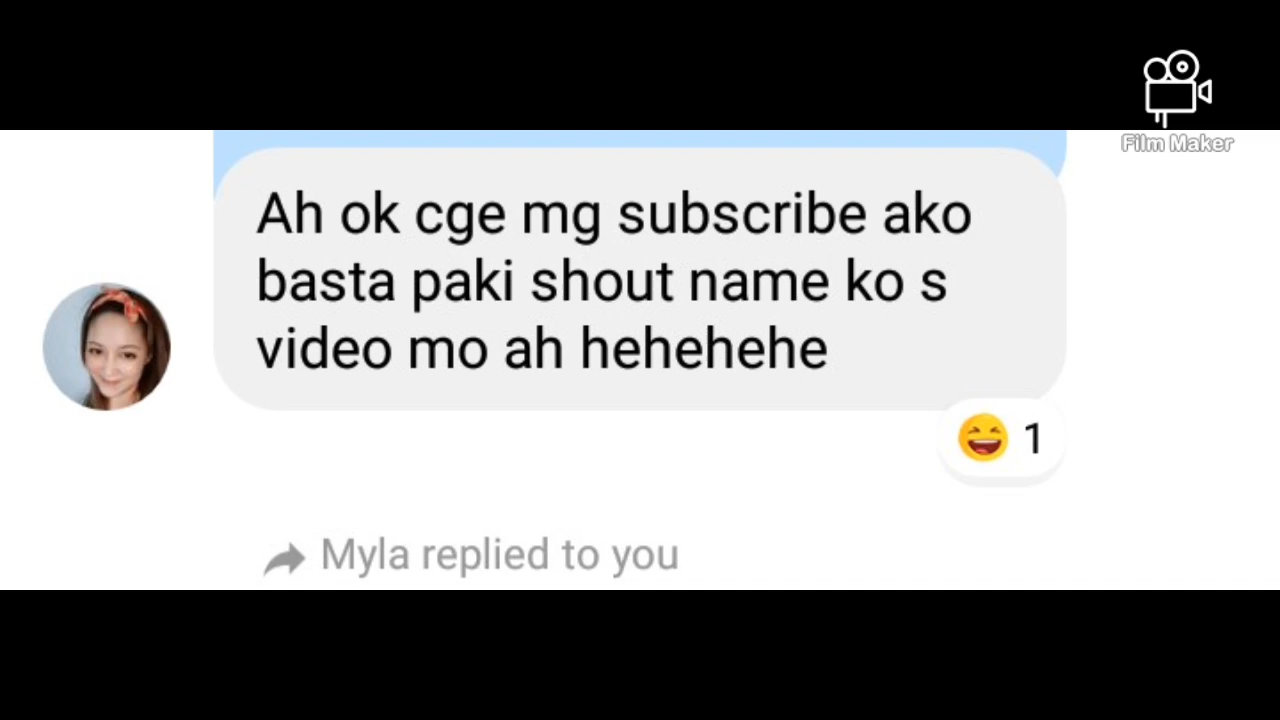 Film Maker
Ah ok cge mg subscribe ako
basta paki shout name ko s
video mo ah hehehehe
1
Myla replied to you